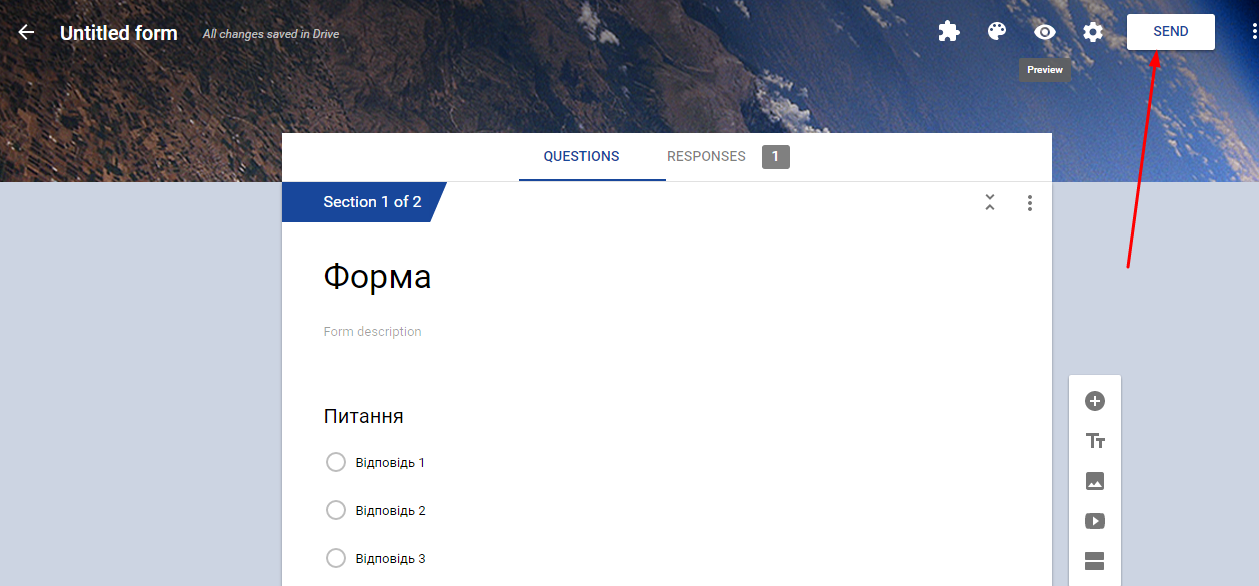 Untitled form
All changes saved in Drive
SEND
Preview
QUESTIONS
RESPONSES
1
Section 1 of 2
Форма
Form description
Питання
Відповідь 1
Відповідь 2
Відповідь 3